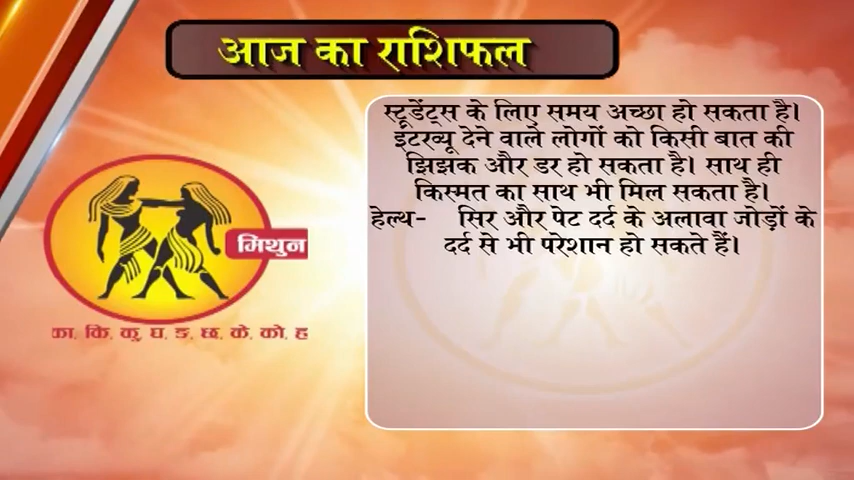 आज का राशिफल
स्टूडेंट्स के लिए समय अच्छा हो सकता है।
इंटरव्यू देने वाले लोगों को किसी बात की
झिझक और डर हो सकता है। साथ ही
किस्मत का साथ भी मिल सकता है।
हेल्थ- सिर और पेट दर्द के अलावा जोड़ों के
दर्द से भी परेशान हो सकते हैं।
मिथुन
का, कि, कु, घ, ङ, छ, के, को, ह